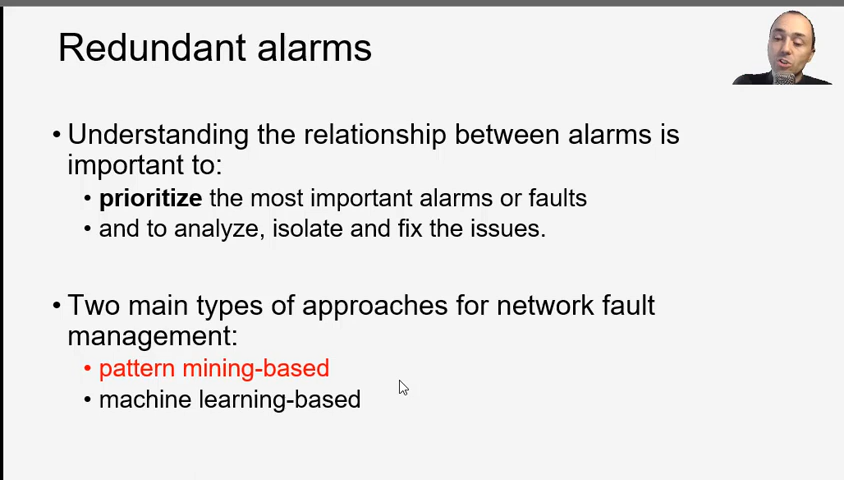 Redundant alarms
• Understanding the relationship between alarms is
important to:
• prioritize the most important alarms or faults
• and to analyze, isolate and fix the issues.
• Two main types of approaches for network fault
management:
• pattern mining-based
• machine learning-based